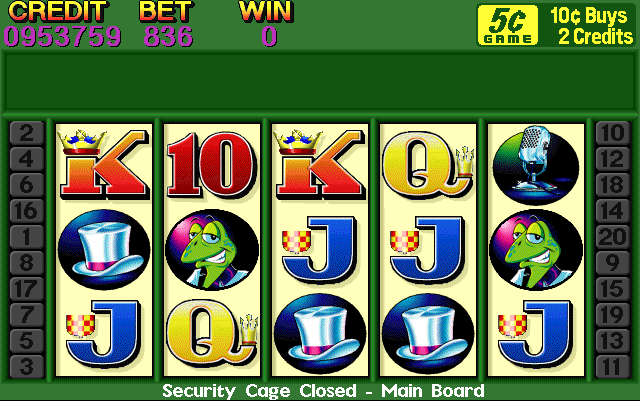 CREDIT BET WIN
0953759 836 0
5¢ GAME
10¢ Buys
2 Credits
2 10
4 K 10 K Q 12
6 18
16 14
1 J J 20
8 9
17 15
7 J Q J 19
5 13
3 11
Security Cage Closed - Main Board